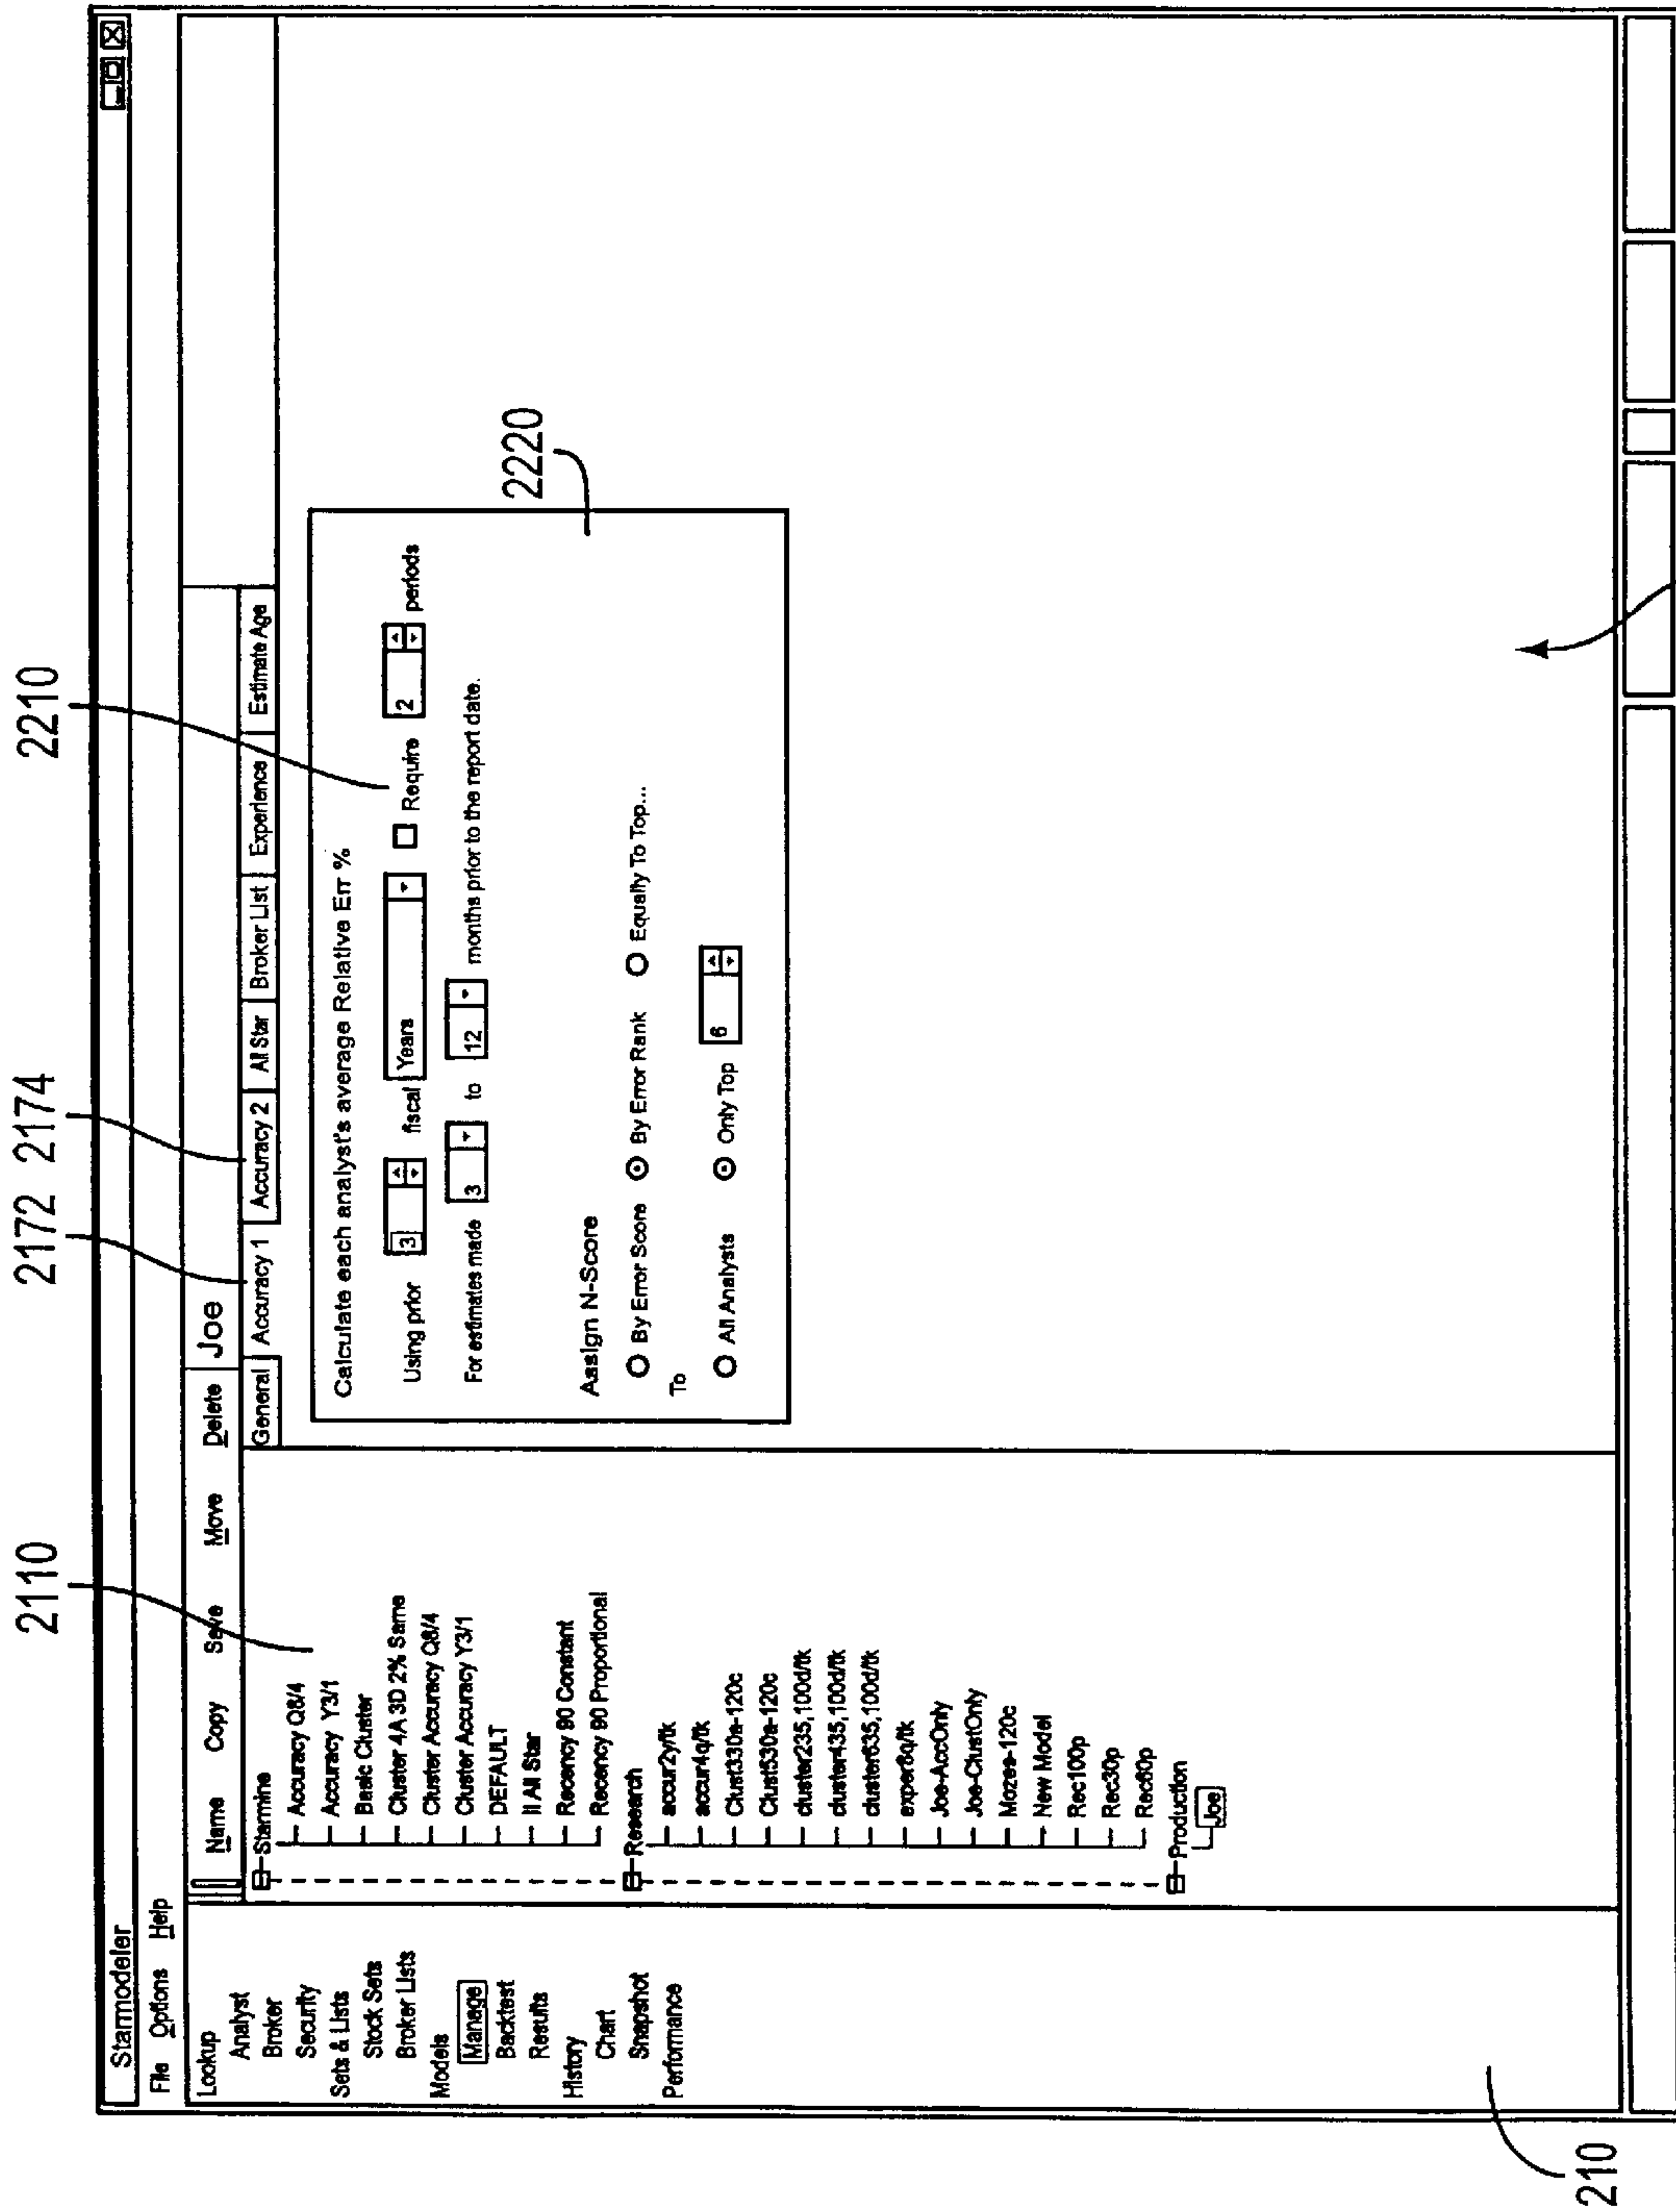 2110
2172 2174
2210
Starmodeler
File Options Help
Lookup
Analyst
Broker
Security
Sets & Lists
Stock Sets
Broker Lists
Models
Manage
Backtest
Results
History
Chart
Snapshot
Performance
Name Copy Save Move Delete Joe
Starmine
Accuracy Q8/4
Accuracy Y3/1
Basic Cluster
Cluster 4A 3D 2% Same
Cluster Accuracy Q8/4
Cluster Accuracy Y3/1
DEFAULT
II All Star
Recency 90 Constant
Recency 90 Proportional
Research
accur2y/tk
accur4q/tk
Clust330a-120c
Clust530a-120c
cluster235,100d/tk
cluster435,100d/tk
cluster635,100d/tk
exper8q/tk
Joe-AccOnly
Joe-ClustOnly
Mozes-120c
New Model
Rec100p
Rec30p
Rec60p
Production
Joe
General Accuracy 1 Accuracy 2 All Star Broker List Experience Estimate Age
Calculate each analyst's average Relative Err %
Using prior 3 fiscal Years Require 2 periods
For estimates made 3 to 12 months prior to the report date.
Assign N-Score
By Error Score By Error Rank Equally To Top...
To
All Analysts Only Top 6
2220
210